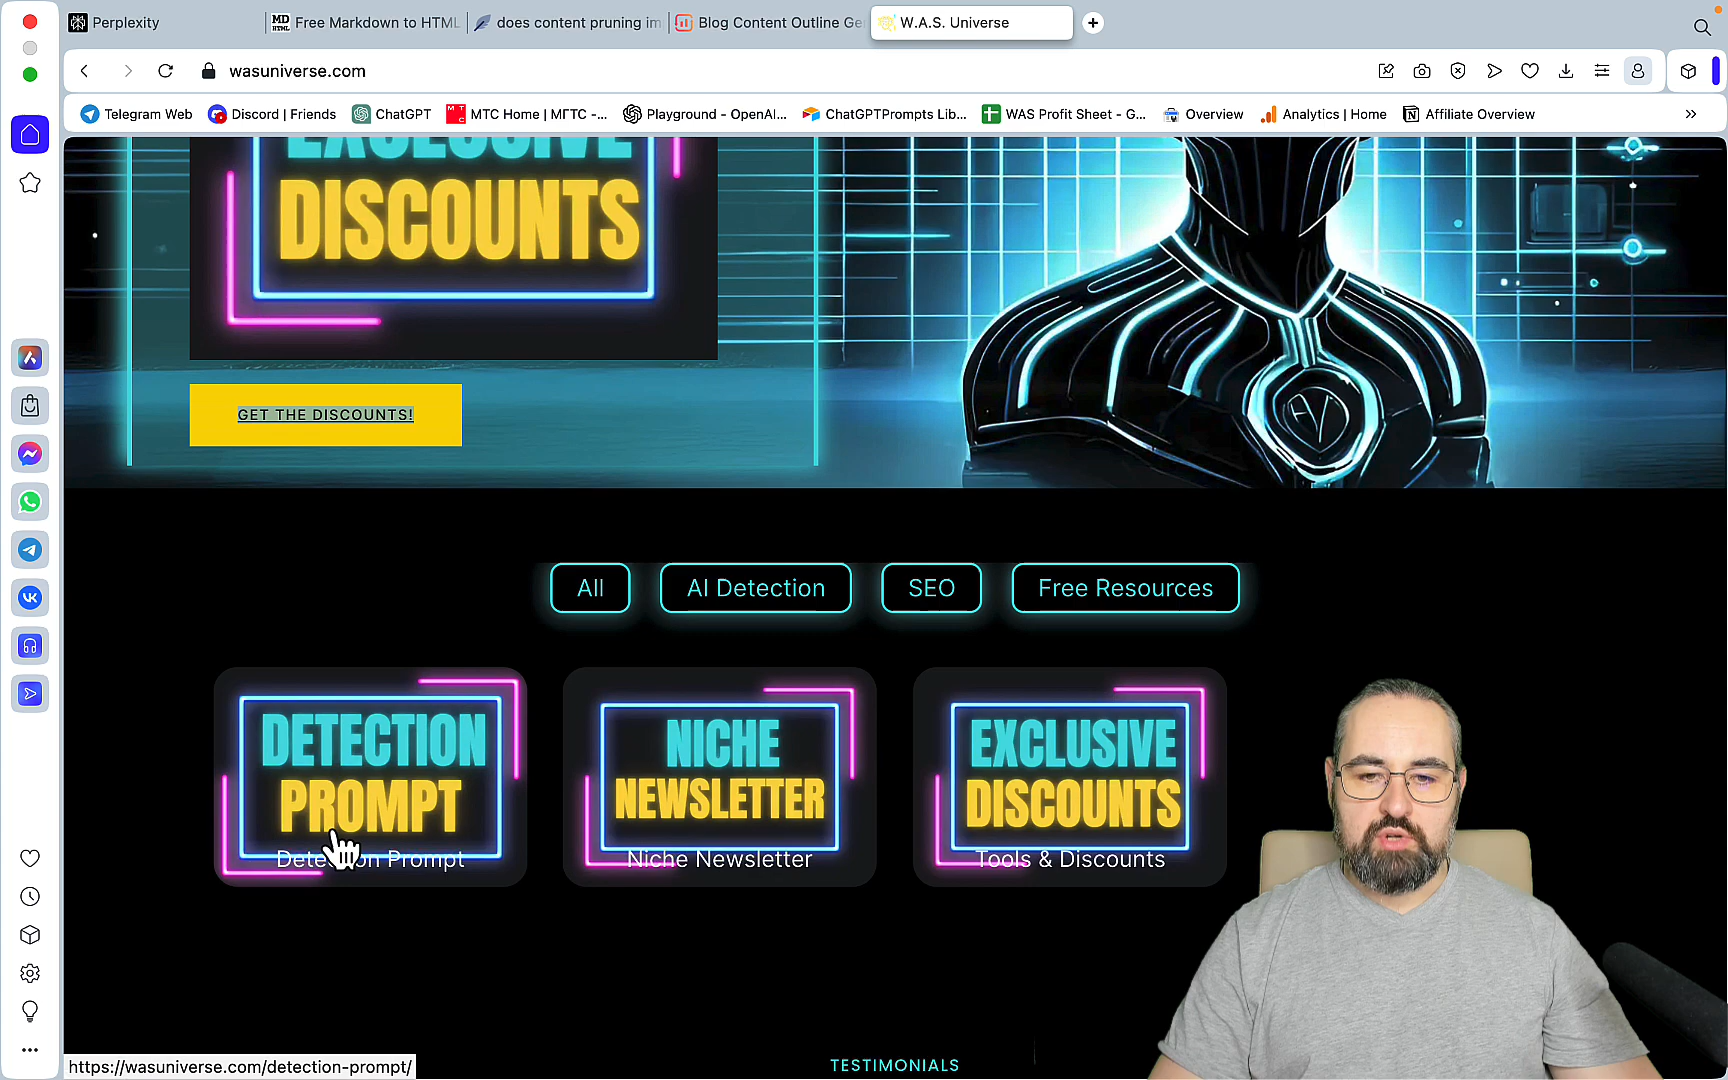 Perplexity
MD HTML Free Markdown to HTML
does content pruning im
Blog Content Outline Ge
W.A.S. Universe
wasuniverse.com
Telegram Web
Discord | Friends
ChatGPT
MTC Home | МГТС -...
Playground - OpenAI...
ChatGPTPrompts Lib...
WAS Profit Sheet - G...
Overview
Analytics | Home
Affiliate Overview
EXCLUSIVE
DISCOUNTS
GET THE DISCOUNTS!
All
AI Detection
SEO
Free Resources
DETECTION
PROMPT
Detection Prompt
NICHE
NEWSLETTER
Niche Newsletter
EXCLUSIVE
DISCOUNTS
Tools & Discounts
TESTIMONIALS
https://wasuniverse.com/detection-prompt/